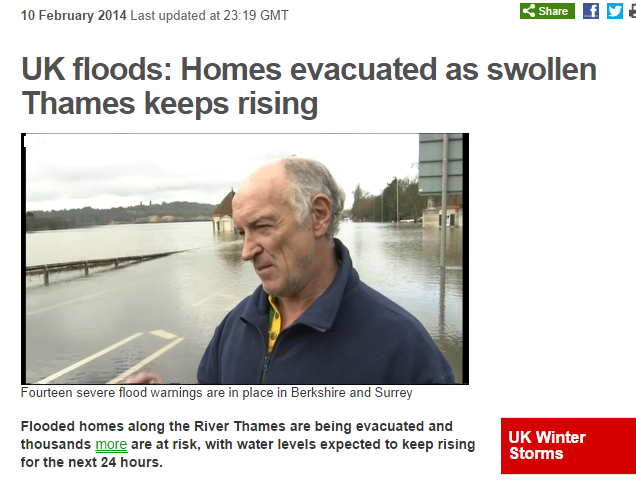 10 February 2014 Last updated at 23:19 GMT
Share
UK floods: Homes evacuated as swollen
Thames keeps rising
Fourteen severe flood warnings are in place in Berkshire and Surrey
Flooded homes along the River Thames are being evacuated and
thousands more are at risk, with water levels expected to keep rising
for the next 24 hours.
UK Winter
Storms